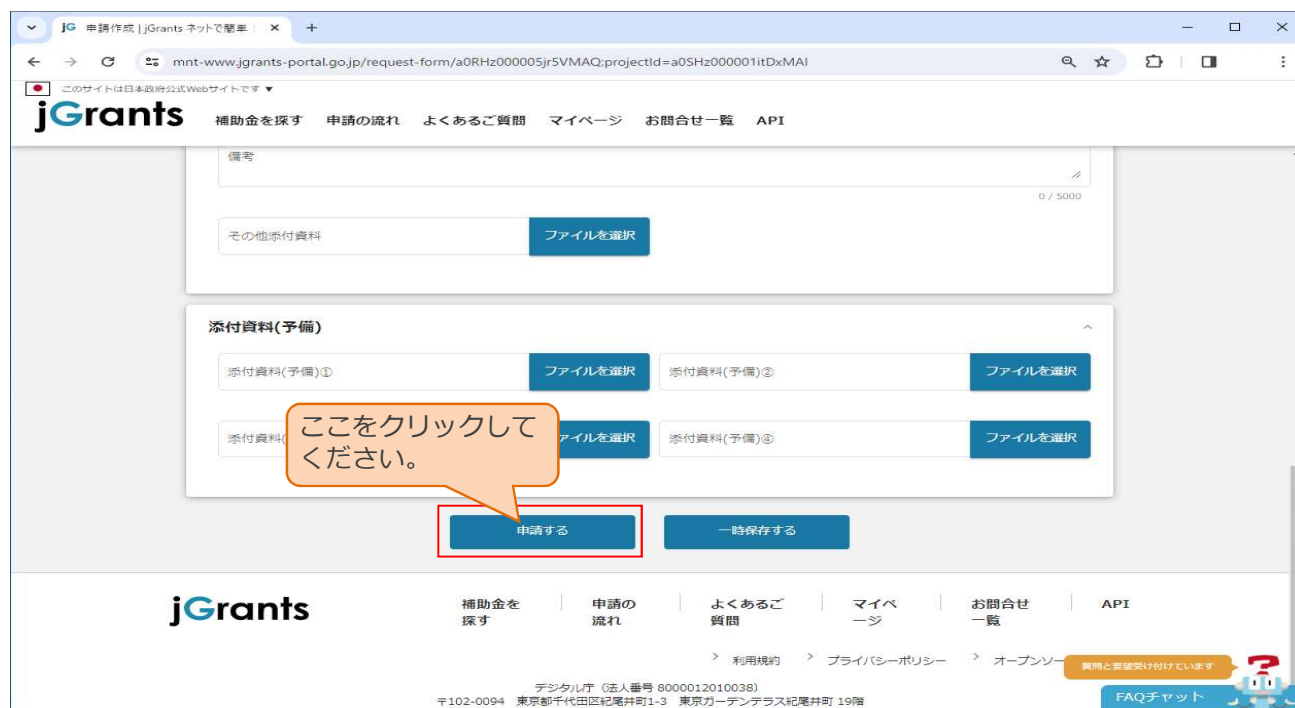 jG 申請作成 | jGrants ネットで簡単
mnt-www.jgrants-portal.go.jp/request-form/a0RHz000005jr5VMAQ;projectId=a0SHz000001itDxMAI
このサイトは日本政府公式Webサイトです ▼
jGrants 補助金を探す 申請の流れ よくあるご質問 マイページ お問合せ一覧 API
備考
0 / 5000
その他添付資料 ファイルを選択
添付資料(予備)
添付資料(予備)① ファイルを選択 添付資料(予備)② ファイルを選択
ここをクリックして
ください。
添付資料( ァイルを選択 添付資料(予備)④ ファイルを選択
申請する 一時保存する
jGrants
補助金を探す
申請の流れ
よくあるご質問
マイページ
お問合せ一覧
API
利用規約 プライバシーポリシー オープンソー
質問と要望受け付けています
デジタル庁（法人番号 8000012010038）
〒102-0094 東京都千代田区紀尾井町1-3 東京ガーデンテラス紀尾井町 19階
FAQチャット